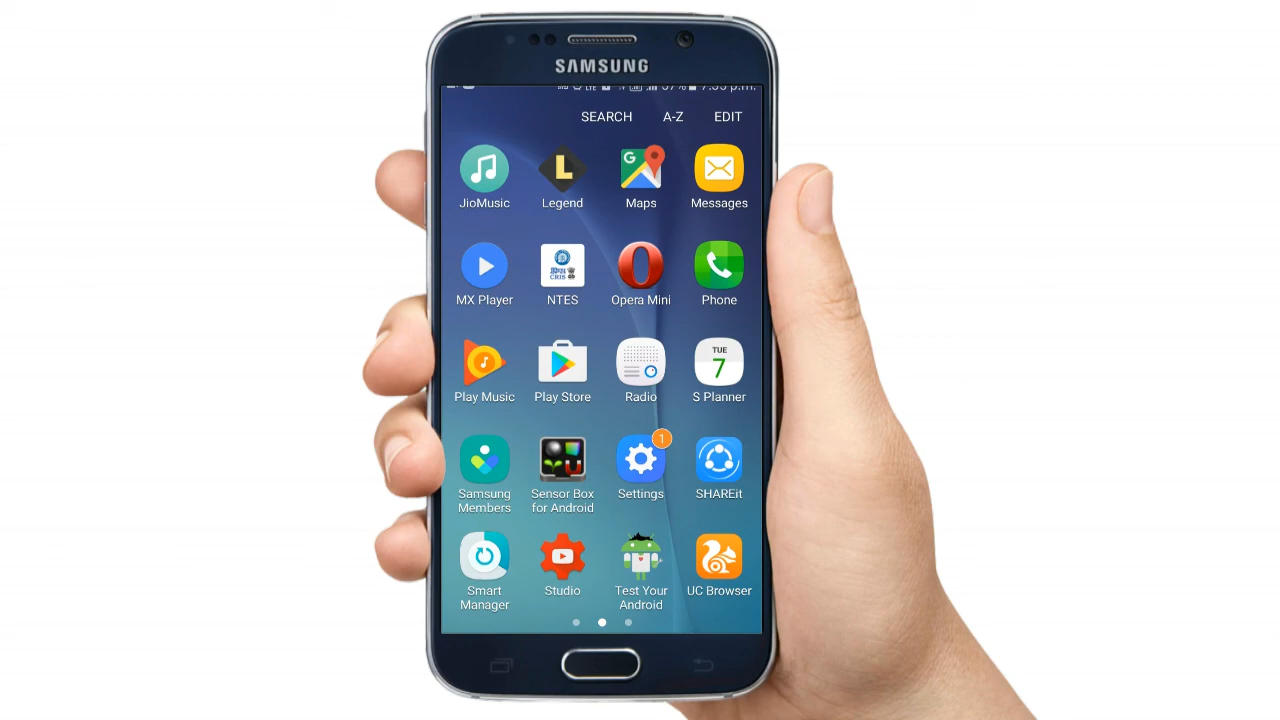 SAMSUNG
SEARCH A-Z EDIT
JioMusic Legend Maps Messages
MX Player NTES Opera Mini Phone
TUE
7
Play Music Play Store Radio S Planner
1
Samsung Members Sensor Box for Android Settings SHAREit
Smart Manager Studio Test Your Android UC Browser